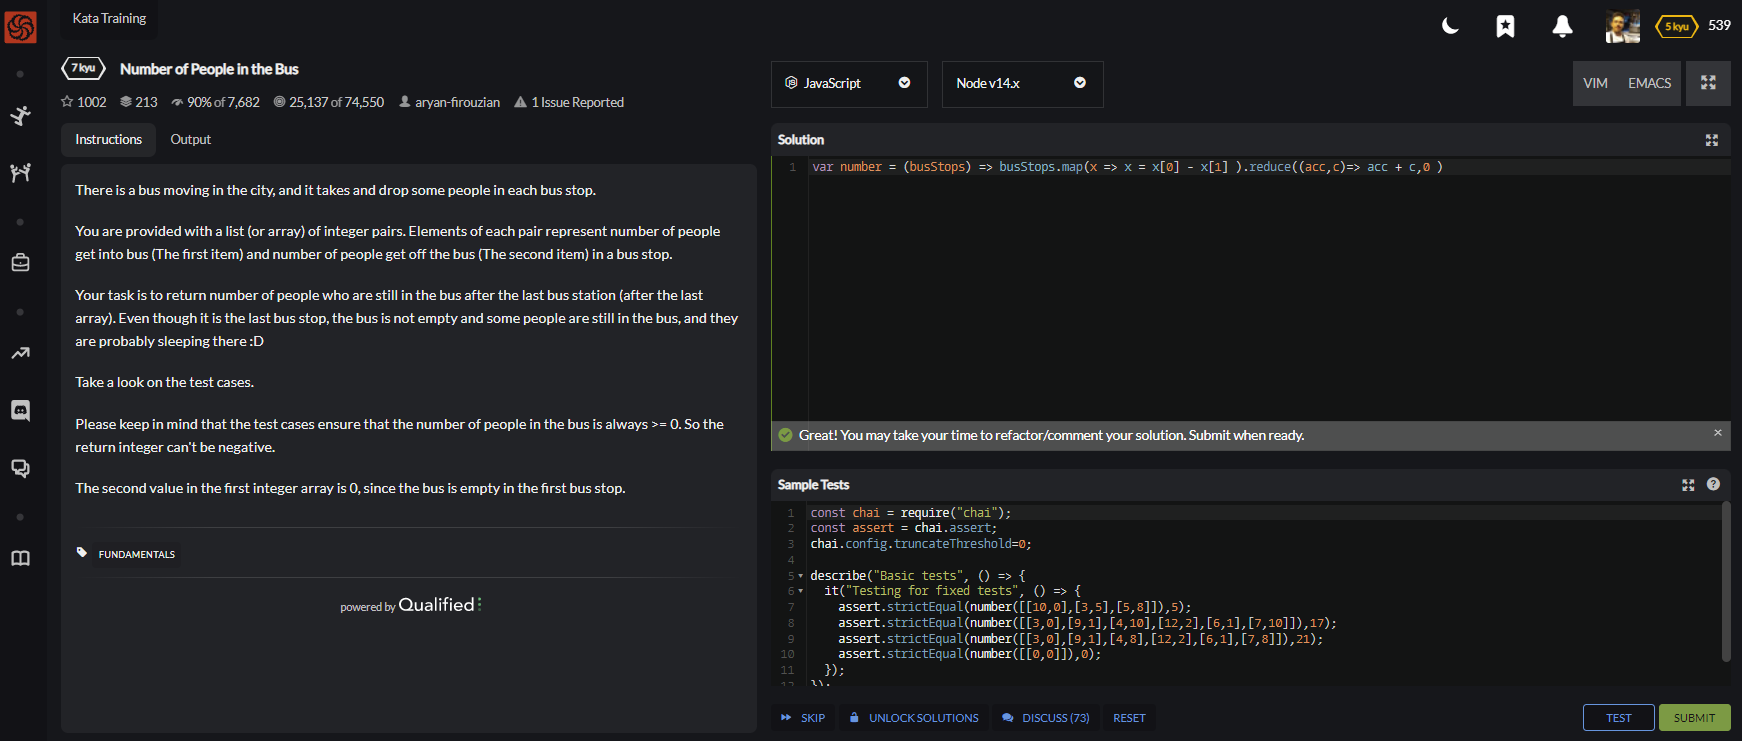 Kata Training
5 kyu
539
7 kyu
Number of People in the Bus
1002 213 90% of 7,682 25,137 of 74,550 aryan-firouzian 1 Issue Reported
Instructions
Output
There is a bus moving in the city, and it takes and drop some people in each bus stop.
You are provided with a list (or array) of integer pairs. Elements of each pair represent number of people
get into bus (The first item) and number of people get off the bus (The second item) in a bus stop.
Your task is to return number of people who are still in the bus after the last bus station (after the last
array). Even though it is the last bus stop, the bus is not empty and some people are still in the bus, and they
are probably sleeping there :D
Take a look on the test cases.
Please keep in mind that the test cases ensure that the number of people in the bus is always >= 0. So the
return integer can't be negative.
The second value in the first integer array is 0, since the bus is empty in the first bus stop.
FUNDAMENTALS
powered by Qualified
JavaScript
Node v14.x
VIM
EMACS
Solution
1 var number = (busStops) => busStops.map(x => x = x[0] - x[1] ).reduce((acc,c)=> acc + c,0 )
Great! You may take your time to refactor/comment your solution. Submit when ready.
×
Sample Tests
?
1 const chai = require("chai");
2 const assert = chai.assert;
3 chai.config.truncateThreshold=0;
4
5 describe("Basic tests", () => {
6 it("Testing for fixed tests", () => {
7 assert.strictEqual(number([[10,0],[3,5],[5,8]]),5);
8 assert.strictEqual(number([[3,0],[9,1],[4,10],[12,2],[6,1],[7,10]]),17);
9 assert.strictEqual(number([[3,0],[9,1],[4,8],[12,2],[6,1],[7,8]]),21);
10 assert.strictEqual(number([[0,0]]),0);
11 });
12 });
SKIP
UNLOCK SOLUTIONS
DISCUSS (73)
RESET
TEST
SUBMIT